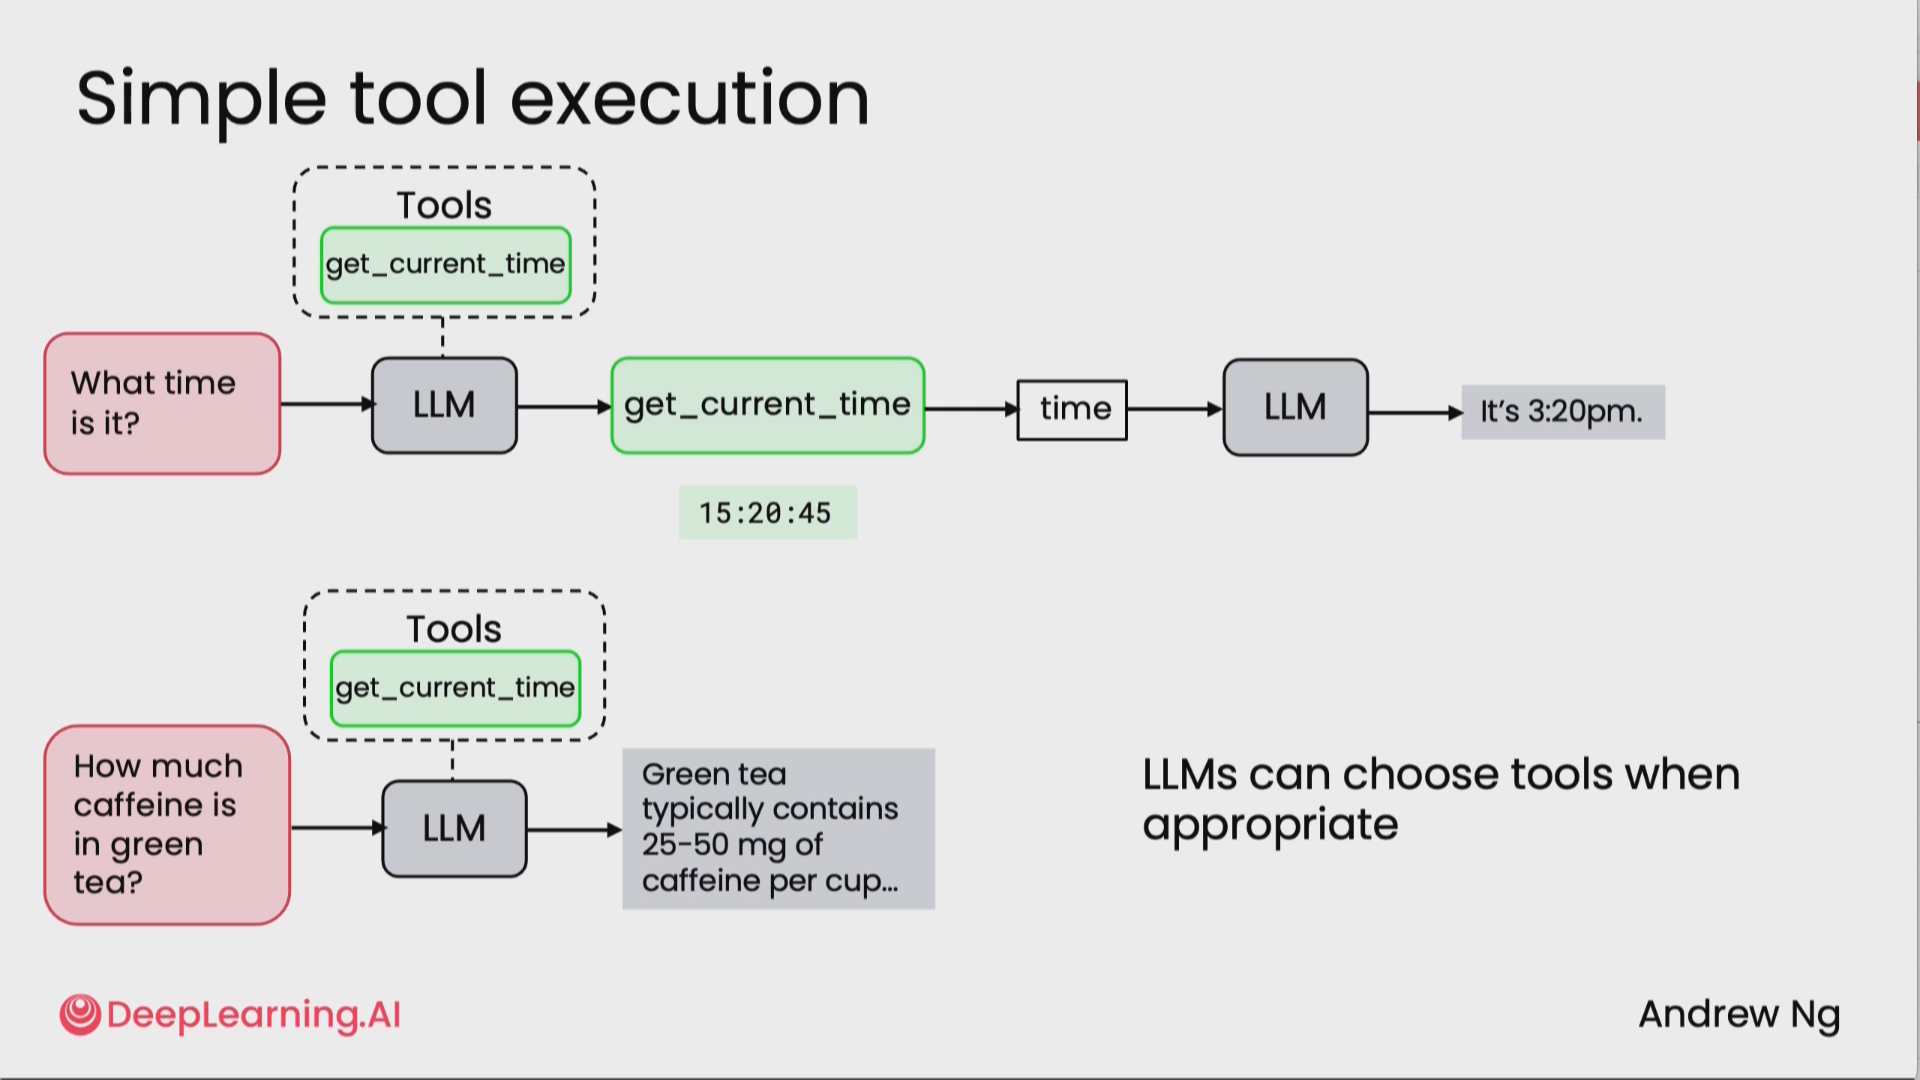 Simple tool execution
Tools
get_current_time
What time
is it?
LLM
get_current_time
time
LLM
It's 3:20pm.
15:20:45
Tools
get_current_time
How much
caffeine is
in green
tea?
LLM
Green tea
typically contains
25-50 mg of
caffeine per cup...
LLMs can choose tools when
appropriate
DeepLearning.AI
Andrew Ng